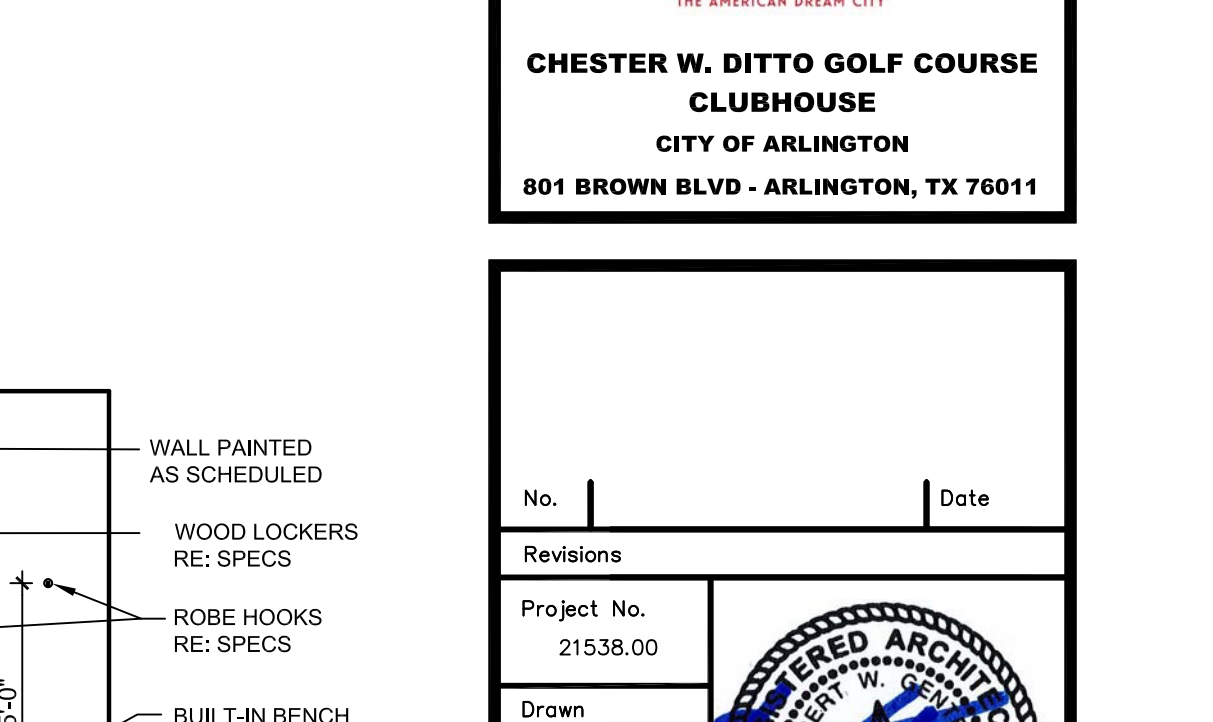 THE AMERICAN DREAM CITY
CHESTER W. DITTO GOLF COURSE
CLUBHOUSE
CITY OF ARLINGTON
801 BROWN BLVD - ARLINGTON, TX 76011
WALL PAINTED
AS SCHEDULED
WOOD LOCKERS
RE: SPECS
ROBE HOOKS
RE: SPECS
BUILT-IN BENCH
No.
Date
Revisions
Project No.
21538.00
Drawn